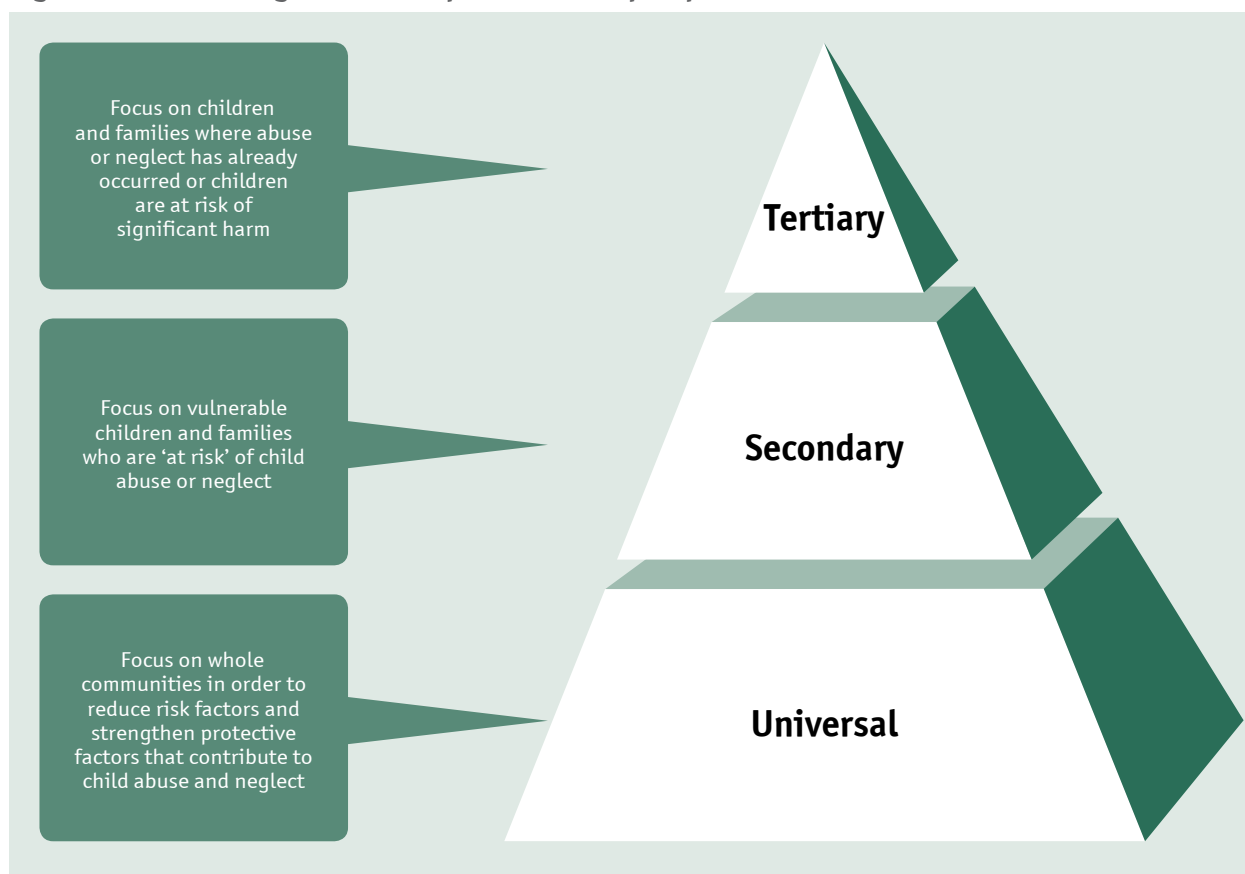 Focus on children
and families where abuse
or neglect has already
occurred or children
are at risk of
significant harm
Tertiary
Focus on vulnerable
children and families
who are ‘at risk’ of child
abuse or neglect
Secondary
Focus on whole
communities in order to
reduce risk factors and
strengthen protective
factors that contribute to
child abuse and neglect
Universal